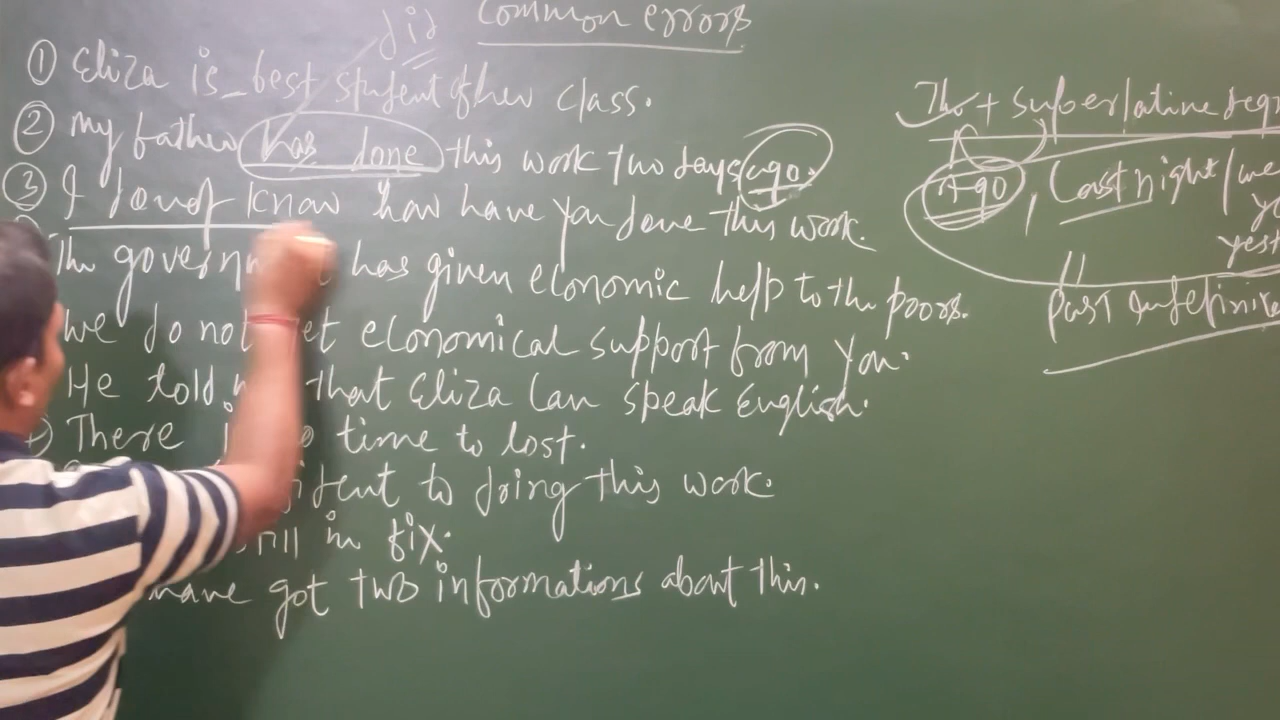 Common errors
did
① Eliza is best student of her class.
② My father has done this work two days ago.
③ I do not know how have you done this work.
The government has given economic help to the poors.
We do not get economical support from you.
He told me that Eliza can speak English.
There is no time to lost.
to doing this work.
still in fix.
have got two informations about this.
The + superlative degr
Ago, Last night/we
yest
Past indefinite